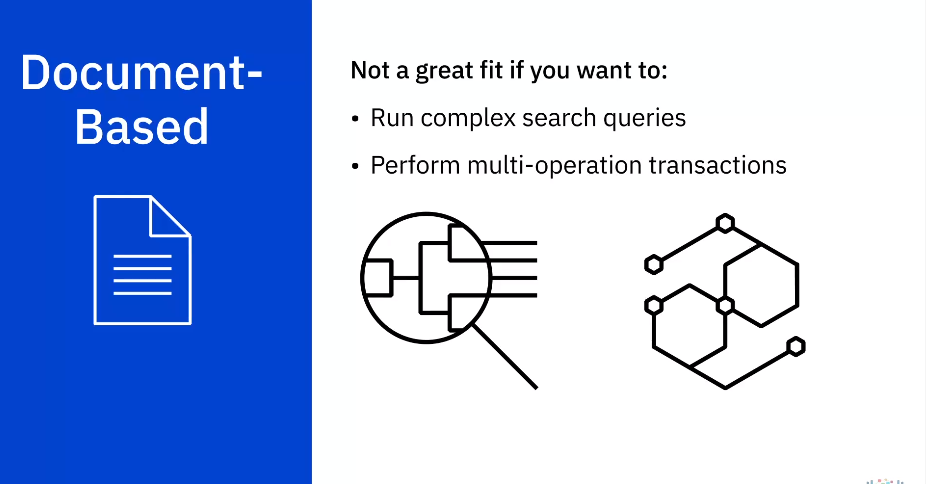 Document-
Based
Not a great fit if you want to:
• Run complex search queries
• Perform multi-operation transactions